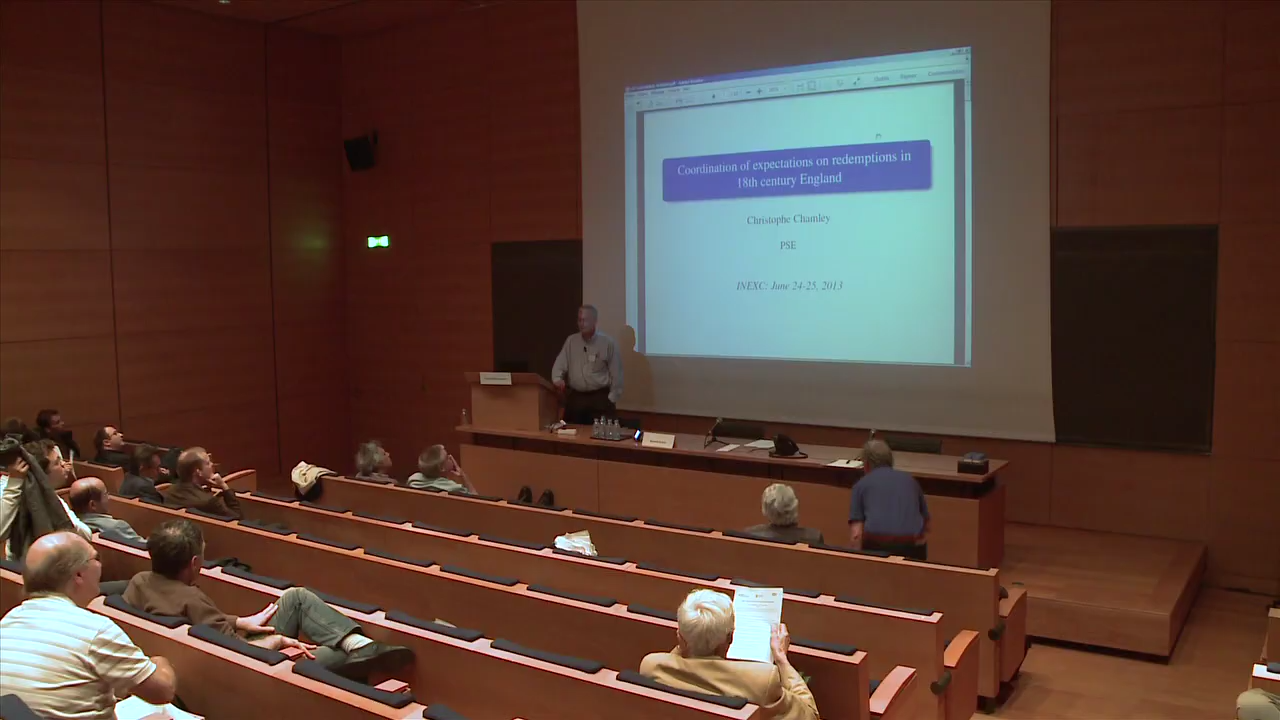 Coordination of expectations on redemptions in
18th century England
Christophe Chamley
PSE
INEXC: June 24-25, 2013